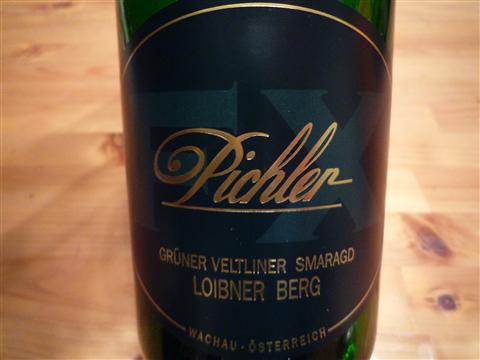 FX
Pichler
GRÜNER VELTLINER SMARAGD
LOIBNER BERG
WACHAU · ÖSTERREICH